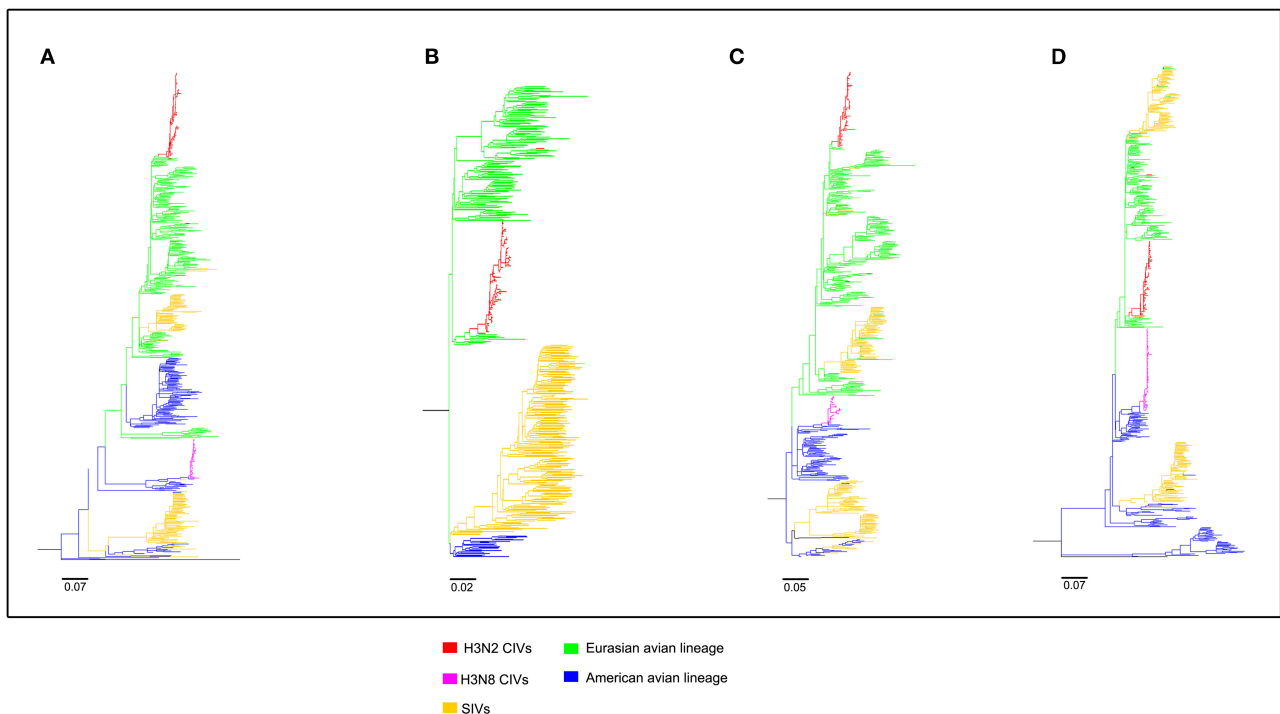 A B C D
0.07 0.02 0.05 0.07
H3N2 CIVs Eurasian avian lineage
H3N8 CIVs American avian lineage
SIVs